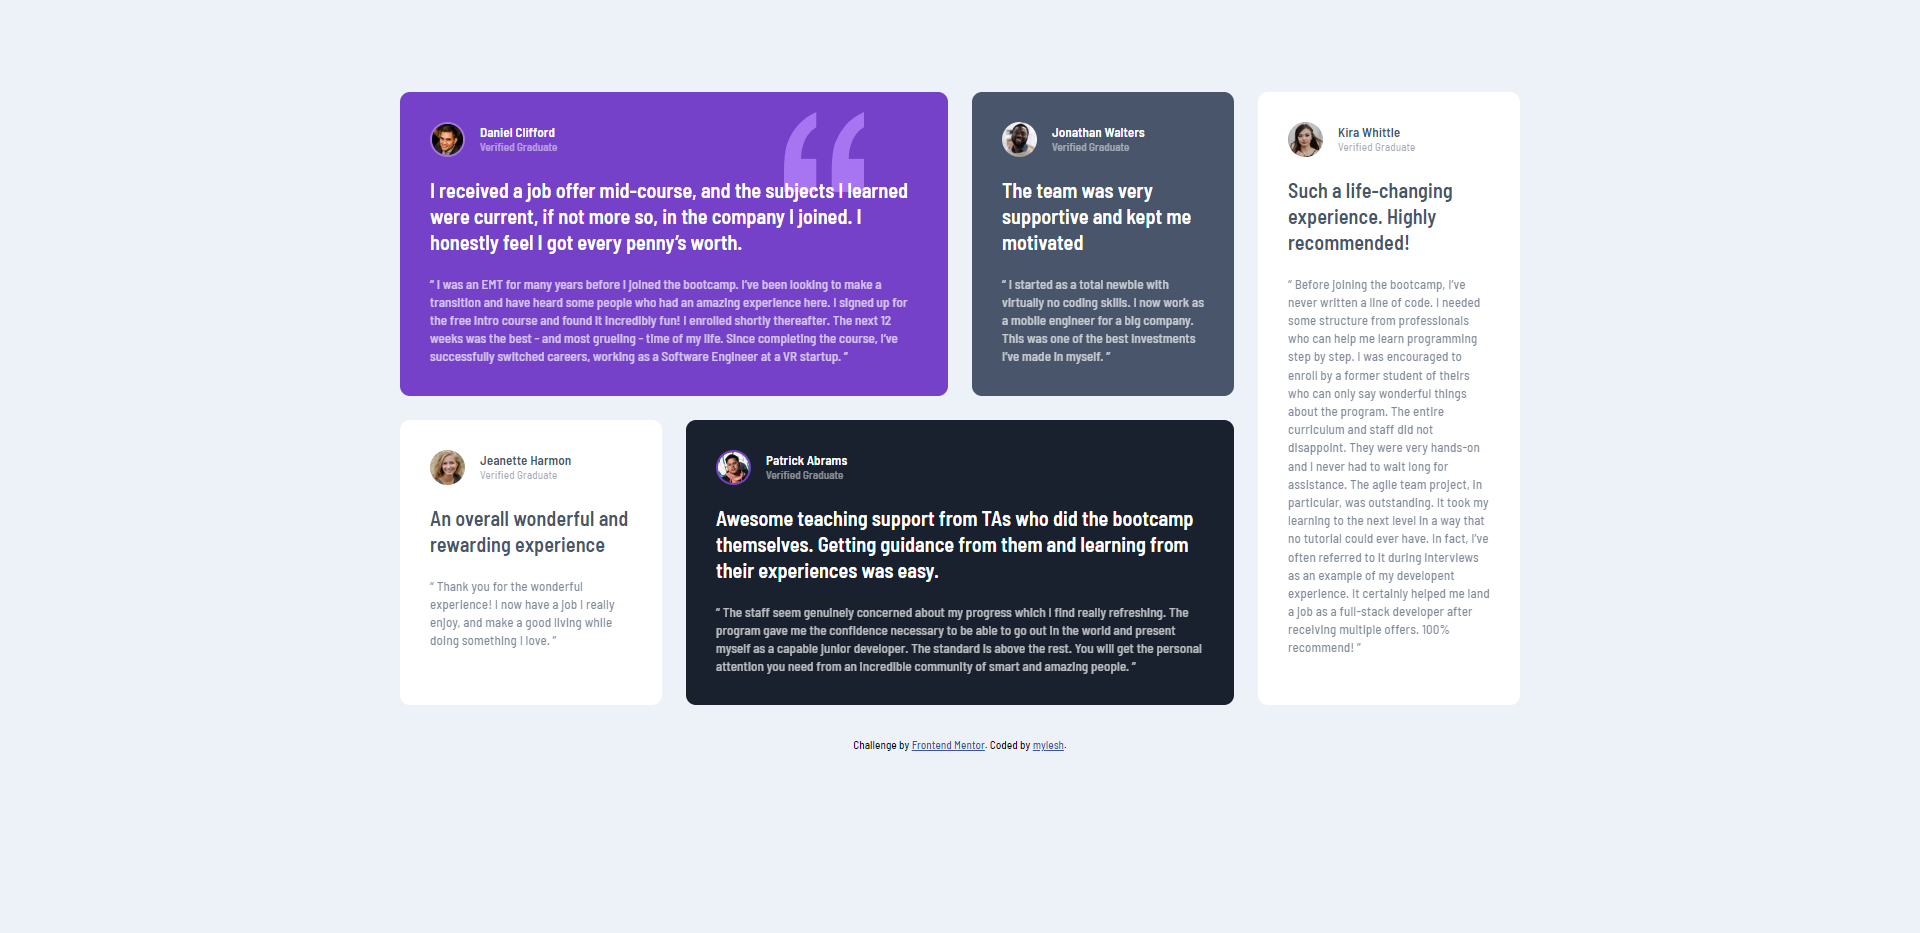 Daniel Clifford
Verified Graduate
I received a job offer mid-course, and the subjects I learned
were current, if not more so, in the company I joined. I
honestly feel I got every penny’s worth.
“ I was an EMT for many years before I joined the bootcamp. I’ve been looking to make a
transition and have heard some people who had an amazing experience here. I signed up for
the free intro course and found it incredibly fun! I enrolled shortly thereafter. The next 12
weeks was the best - and most grueling - time of my life. Since completing the course, I’ve
successfully switched careers, working as a Software Engineer at a VR startup. ”
Jonathan Walters
Verified Graduate
The team was very
supportive and kept me
motivated
“ I started as a total newbie with
virtually no coding skills. I now work as
a mobile engineer for a big company.
This was one of the best investments
I’ve made in myself. ”
Kira Whittle
Verified Graduate
Such a life-changing
experience. Highly
recommended!
“ Before joining the bootcamp, I’ve
never written a line of code. I needed
some structure from professionals
who can help me learn programming
step by step. I was encouraged to
enroll by a former student of theirs
who can only say wonderful things
about the program. The entire
curriculum and staff did not
disappoint. They were very hands-on
and I never had to wait long for
assistance. The agile team project, in
particular, was outstanding. It took my
learning to the next level in a way that
no tutorial could ever have. In fact, I’ve
often referred to it during interviews
as an example of my developent
experience. It certainly helped me land
a job as a full-stack developer after
receiving multiple offers. 100%
recommend! ”
Jeanette Harmon
Verified Graduate
An overall wonderful and
rewarding experience
“ Thank you for the wonderful
experience! I now have a job I really
enjoy, and make a good living while
doing something I love. ”
Patrick Abrams
Verified Graduate
Awesome teaching support from TAs who did the bootcamp
themselves. Getting guidance from them and learning from
their experiences was easy.
“ The staff seem genuinely concerned about my progress which I find really refreshing. The
program gave me the confidence necessary to be able to go out in the world and present
myself as a capable junior developer. The standard is above the rest. You will get the personal
attention you need from an incredible community of smart and amazing people. ”
Challenge by Frontend Mentor. Coded by mylesh.